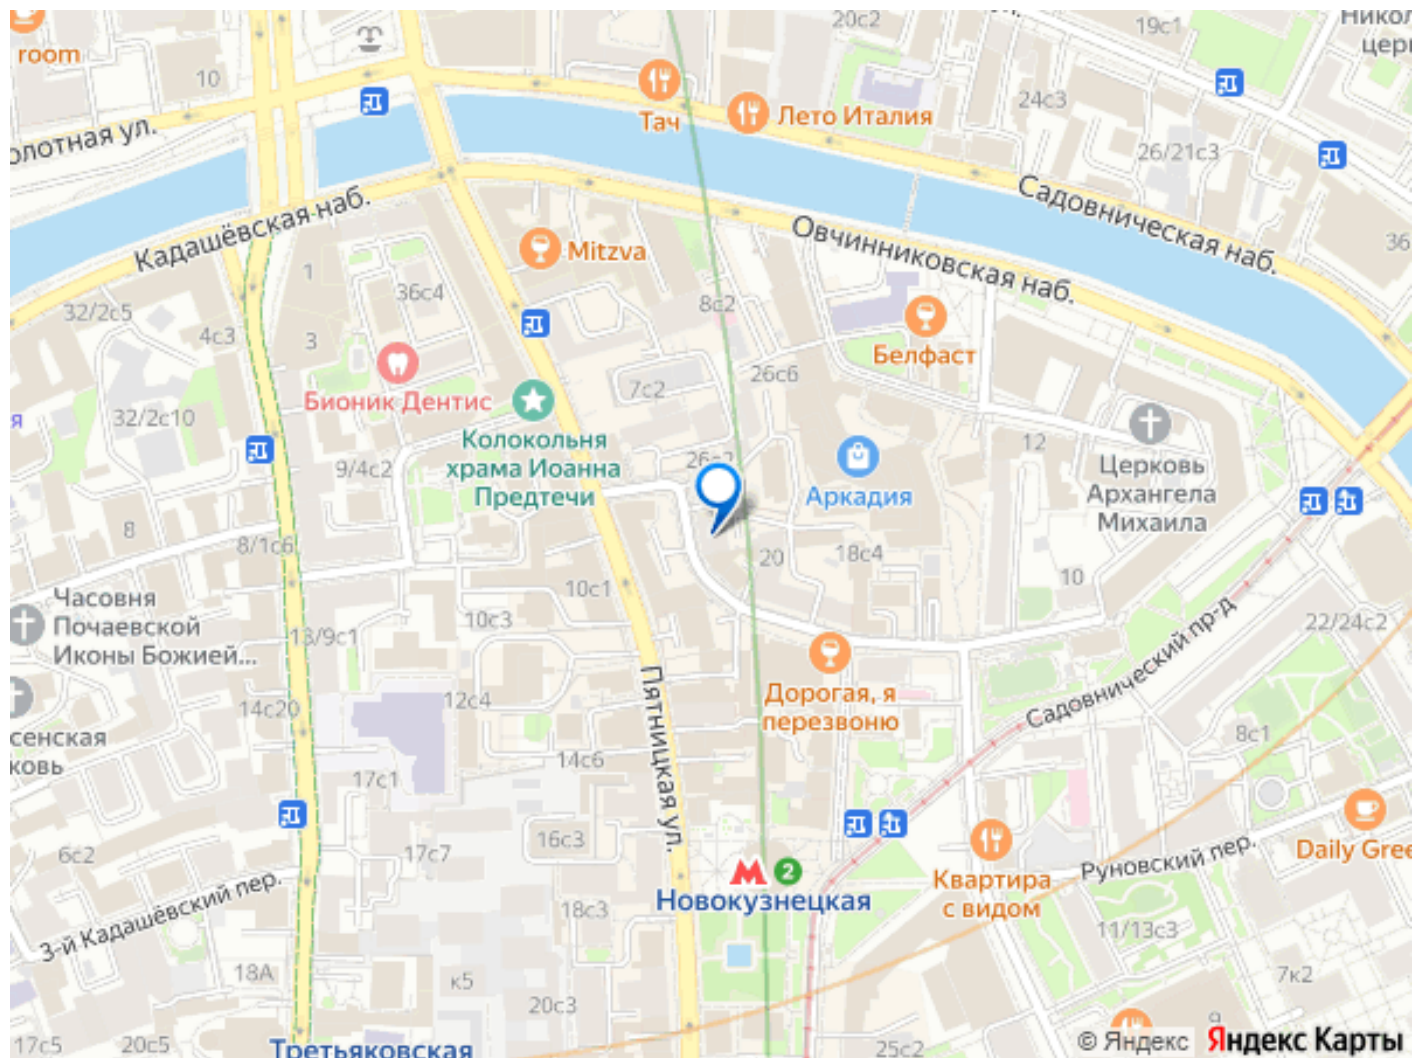 room
10
20с2
19с1
церк
24с3
Тач
Лето Италия
олотная ул.
26/21с3
Садовническая наб.
Кадашёвская наб.
Овчинниковская наб.
36
Mitzva
1
36с4
8с2
32/2с5
4с3
3
Белфаст
26с6
7с2
Бионик Дентис
я
32/2с10
Колокольня
храма Иоанна
Предтечи
9/4с2
12
Церковь
Архангела
Михаила
Аркадия
8
8/1с6
20
18с4
10
10с1
Часовня
Почаевской
Иконы Божией...
10с3
13/9с1
22/24с2
Садовнический пр-д
Дорогая, я
перезвоню
Пятницкая ул.
12с4
14с20
сенская
ковь
8с1
14с6
17с1
16с3
17с7
6с2
Daily Gree
Руновский пер.
2
Новокузнецкая
Квартира
с видом
3-й Кадашёвский пер.
18с3
11/13с3
18А
к5
7к2
20с3
9
17с5
20с5
Третьяковская
25с2
© Яндекс Яндекс Карты